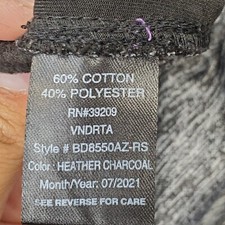 60% COTTON
40% POLYESTER
RN#39209
VNDRTA
Style # BD8550AZ-RS
Color : HEATHER CHARCOAL
Month/Year: 07/2021
SEE REVERSE FOR CARE